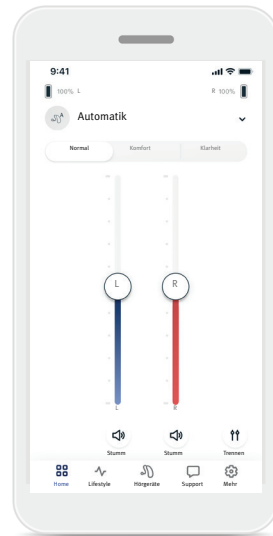 9:41
100% L R 100%
A Automatik
Normal Komfort Klarheit
L R
L R
Stumm Stumm Trennen
Home Lifestyle Hörgeräte Support Mehr